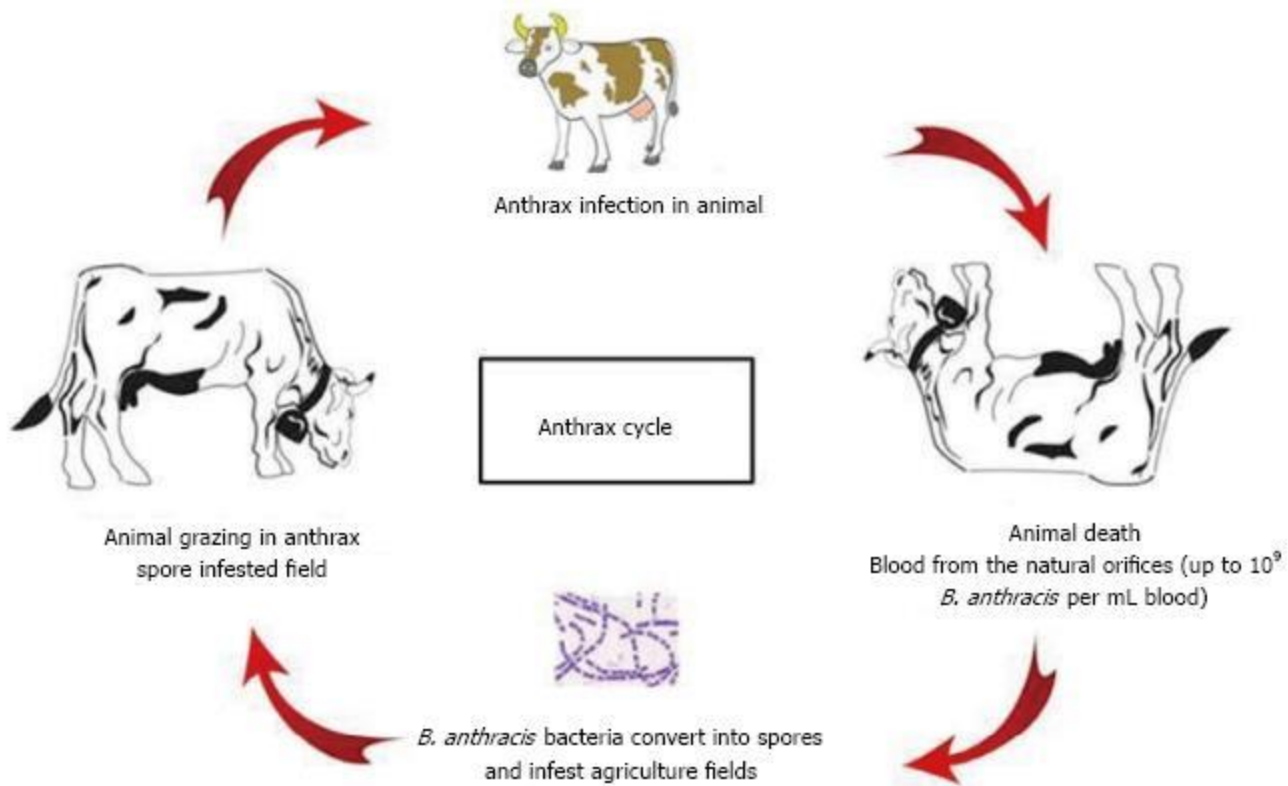 Anthrax infection in animal
Anthrax cycle
Animal grazing in anthrax
spore infested field
Animal death
Blood from the natural orifices (up to 10⁹
B. anthracis per mL blood)
B. anthracis bacteria convert into spores
and infest agriculture fields